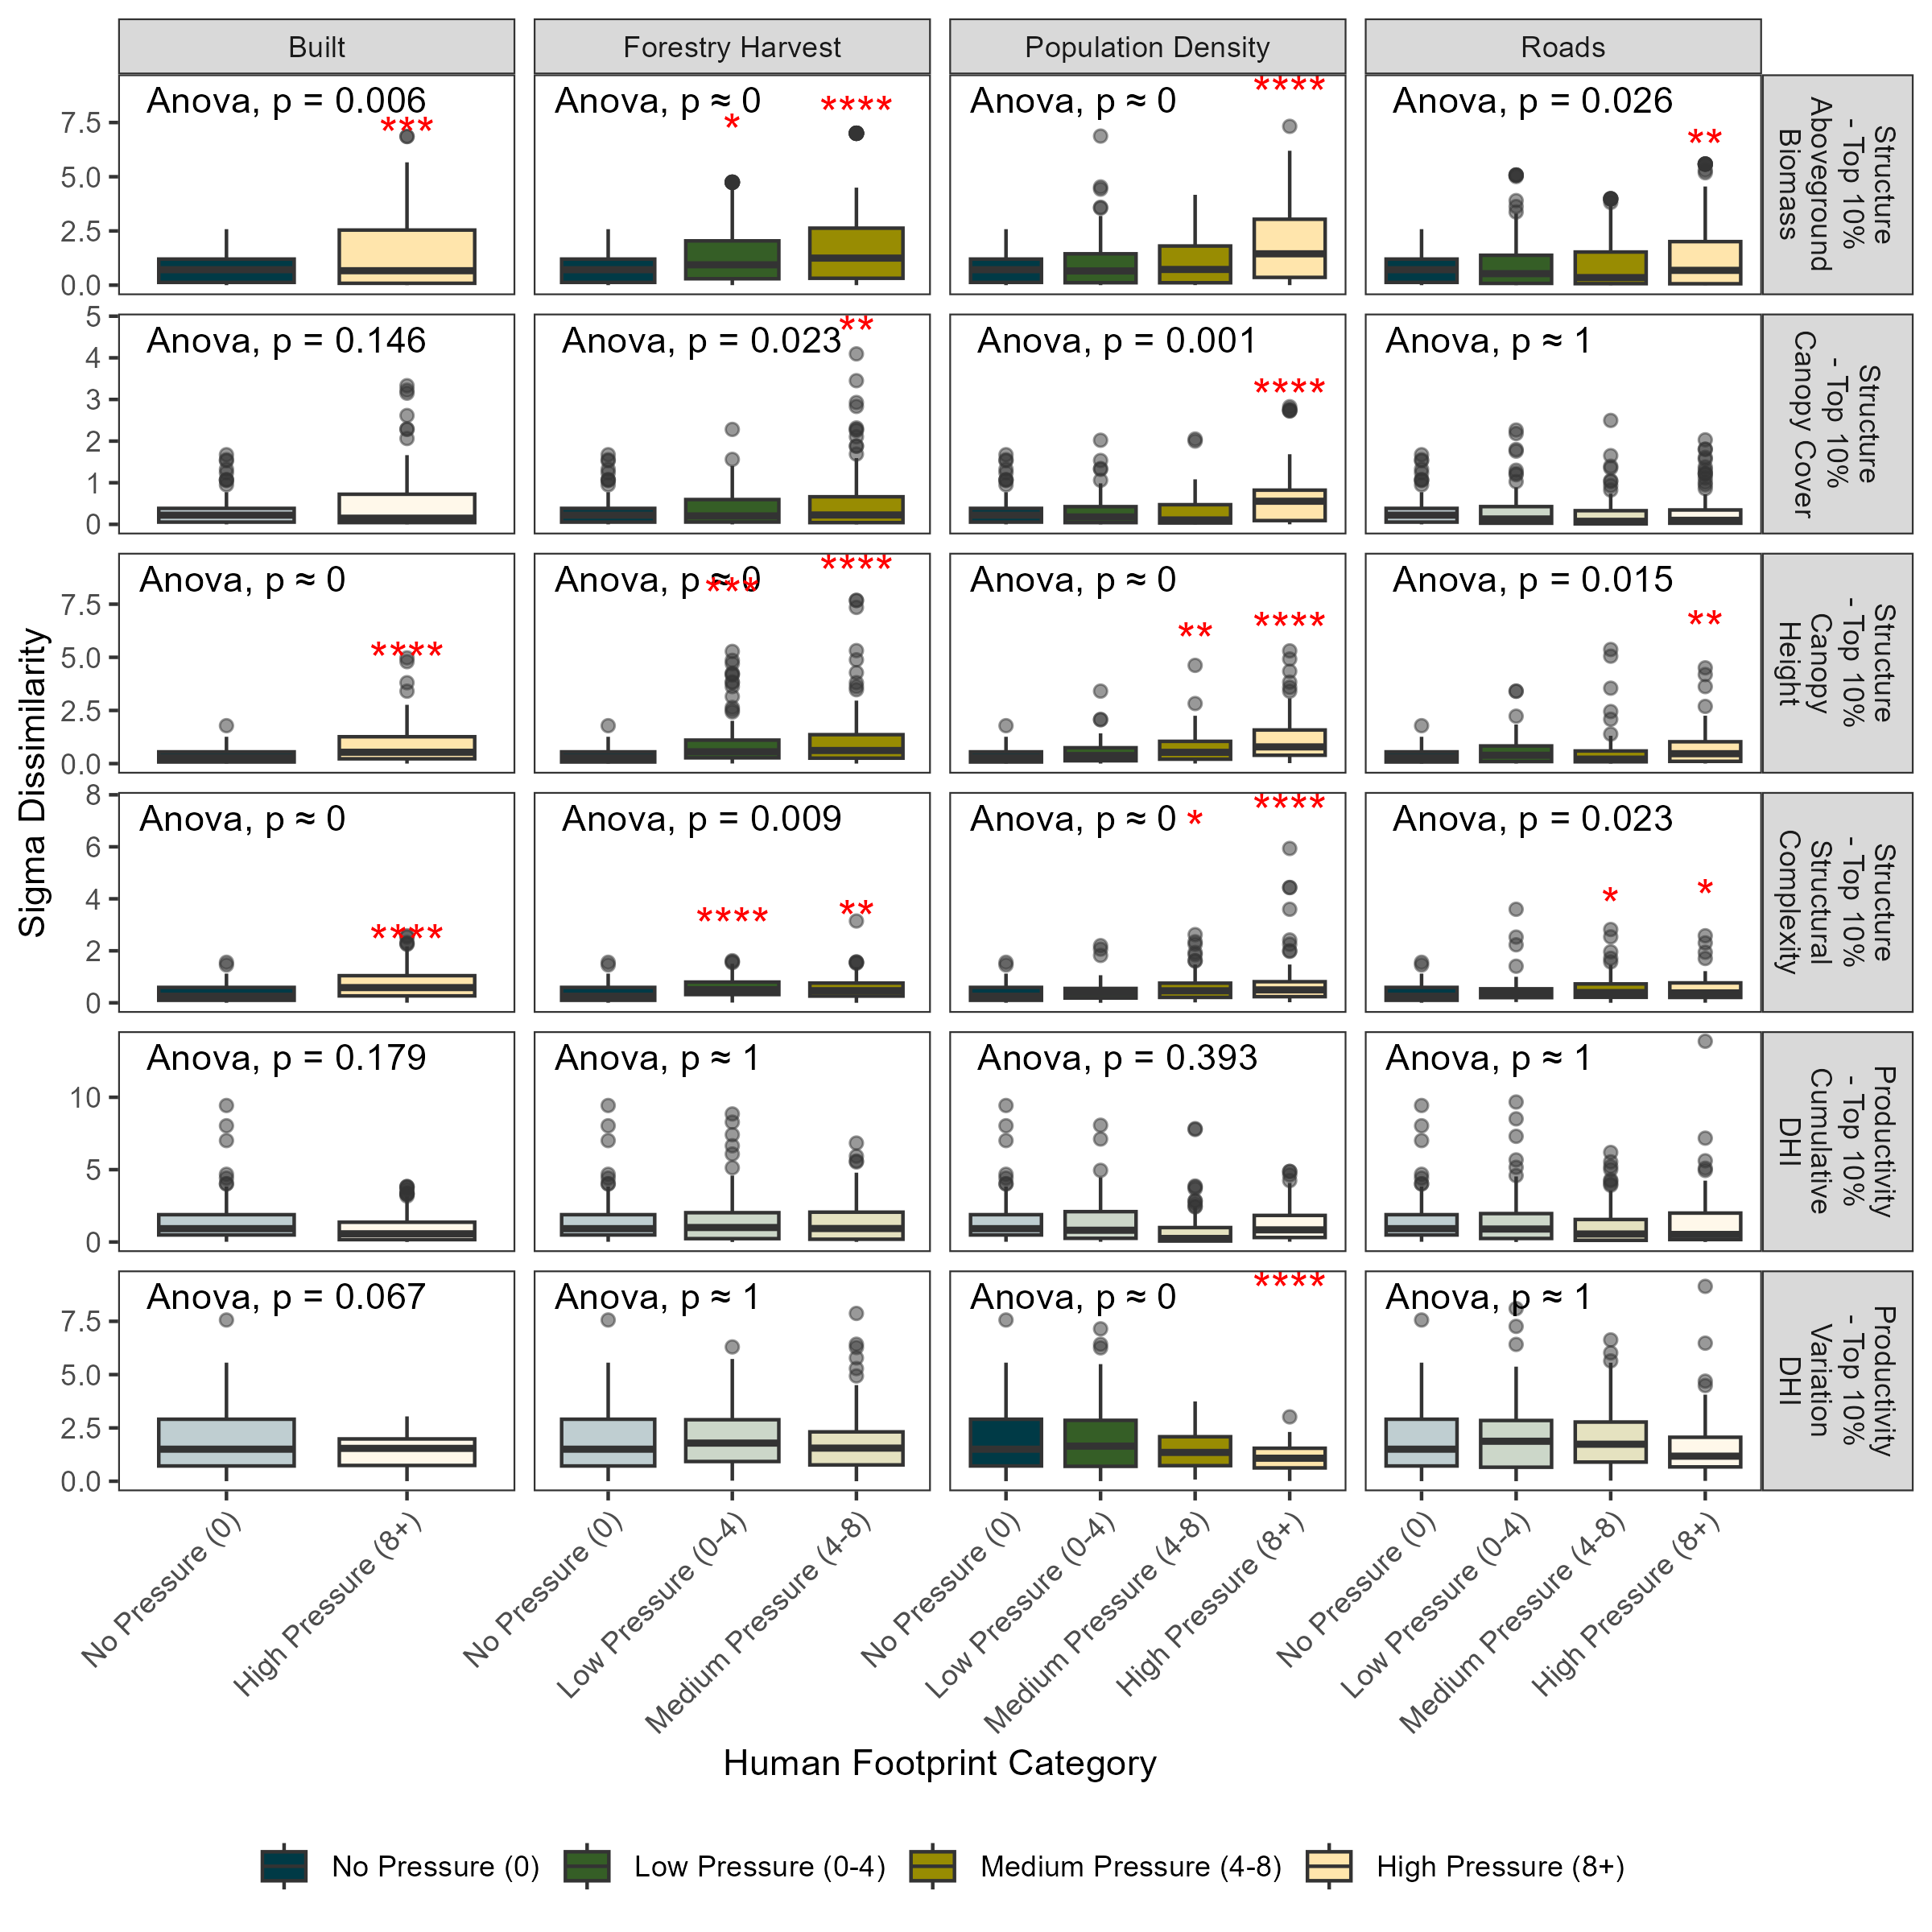 Built
Forestry Harvest
Population Density
Roads
Anova, p = 0.006
***
Anova, p ≈ 0
*
****
Anova, p ≈ 0
****
Anova, p = 0.026
**
7.5
5.0
2.5
0.0
Structure
- Top 10%
Aboveground
Biomass
Anova, p = 0.146
Anova, p = 0.023
**
Anova, p = 0.001
****
Anova, p ≈ 1
5
4
3
2
1
0
Structure
- Top 10%
Canopy Cover
Anova, p ≈ 0
****
Anova, p ≈ 0
***
****
Anova, p ≈ 0
**
****
Anova, p = 0.015
**
7.5
5.0
2.5
0.0
Structure
- Top 10%
Canopy
Height
Sigma Dissimilarity
Anova, p ≈ 0
****
Anova, p = 0.009
****
**
Anova, p ≈ 0
*
****
Anova, p = 0.023
*
*
8
6
4
2
0
Structure
- Top 10%
Structural
Complexity
Anova, p = 0.179
Anova, p ≈ 1
Anova, p = 0.393
Anova, p ≈ 1
10
5
0
Productivity
- Top 10%
Cumulative
DHI
Anova, p = 0.067
Anova, p ≈ 1
Anova, p ≈ 0
****
Anova, p ≈ 1
7.5
5.0
2.5
0.0
Productivity
- Top 10%
Variation
DHI
No Pressure (0)
High Pressure (8+)
No Pressure (0)
Low Pressure (0-4)
Medium Pressure (4-8)
No Pressure (0)
Low Pressure (0-4)
Medium Pressure (4-8)
High Pressure (8+)
No Pressure (0)
Low Pressure (0-4)
Medium Pressure (4-8)
High Pressure (8+)
Human Footprint Category
No Pressure (0)
Low Pressure (0-4)
Medium Pressure (4-8)
High Pressure (8+)